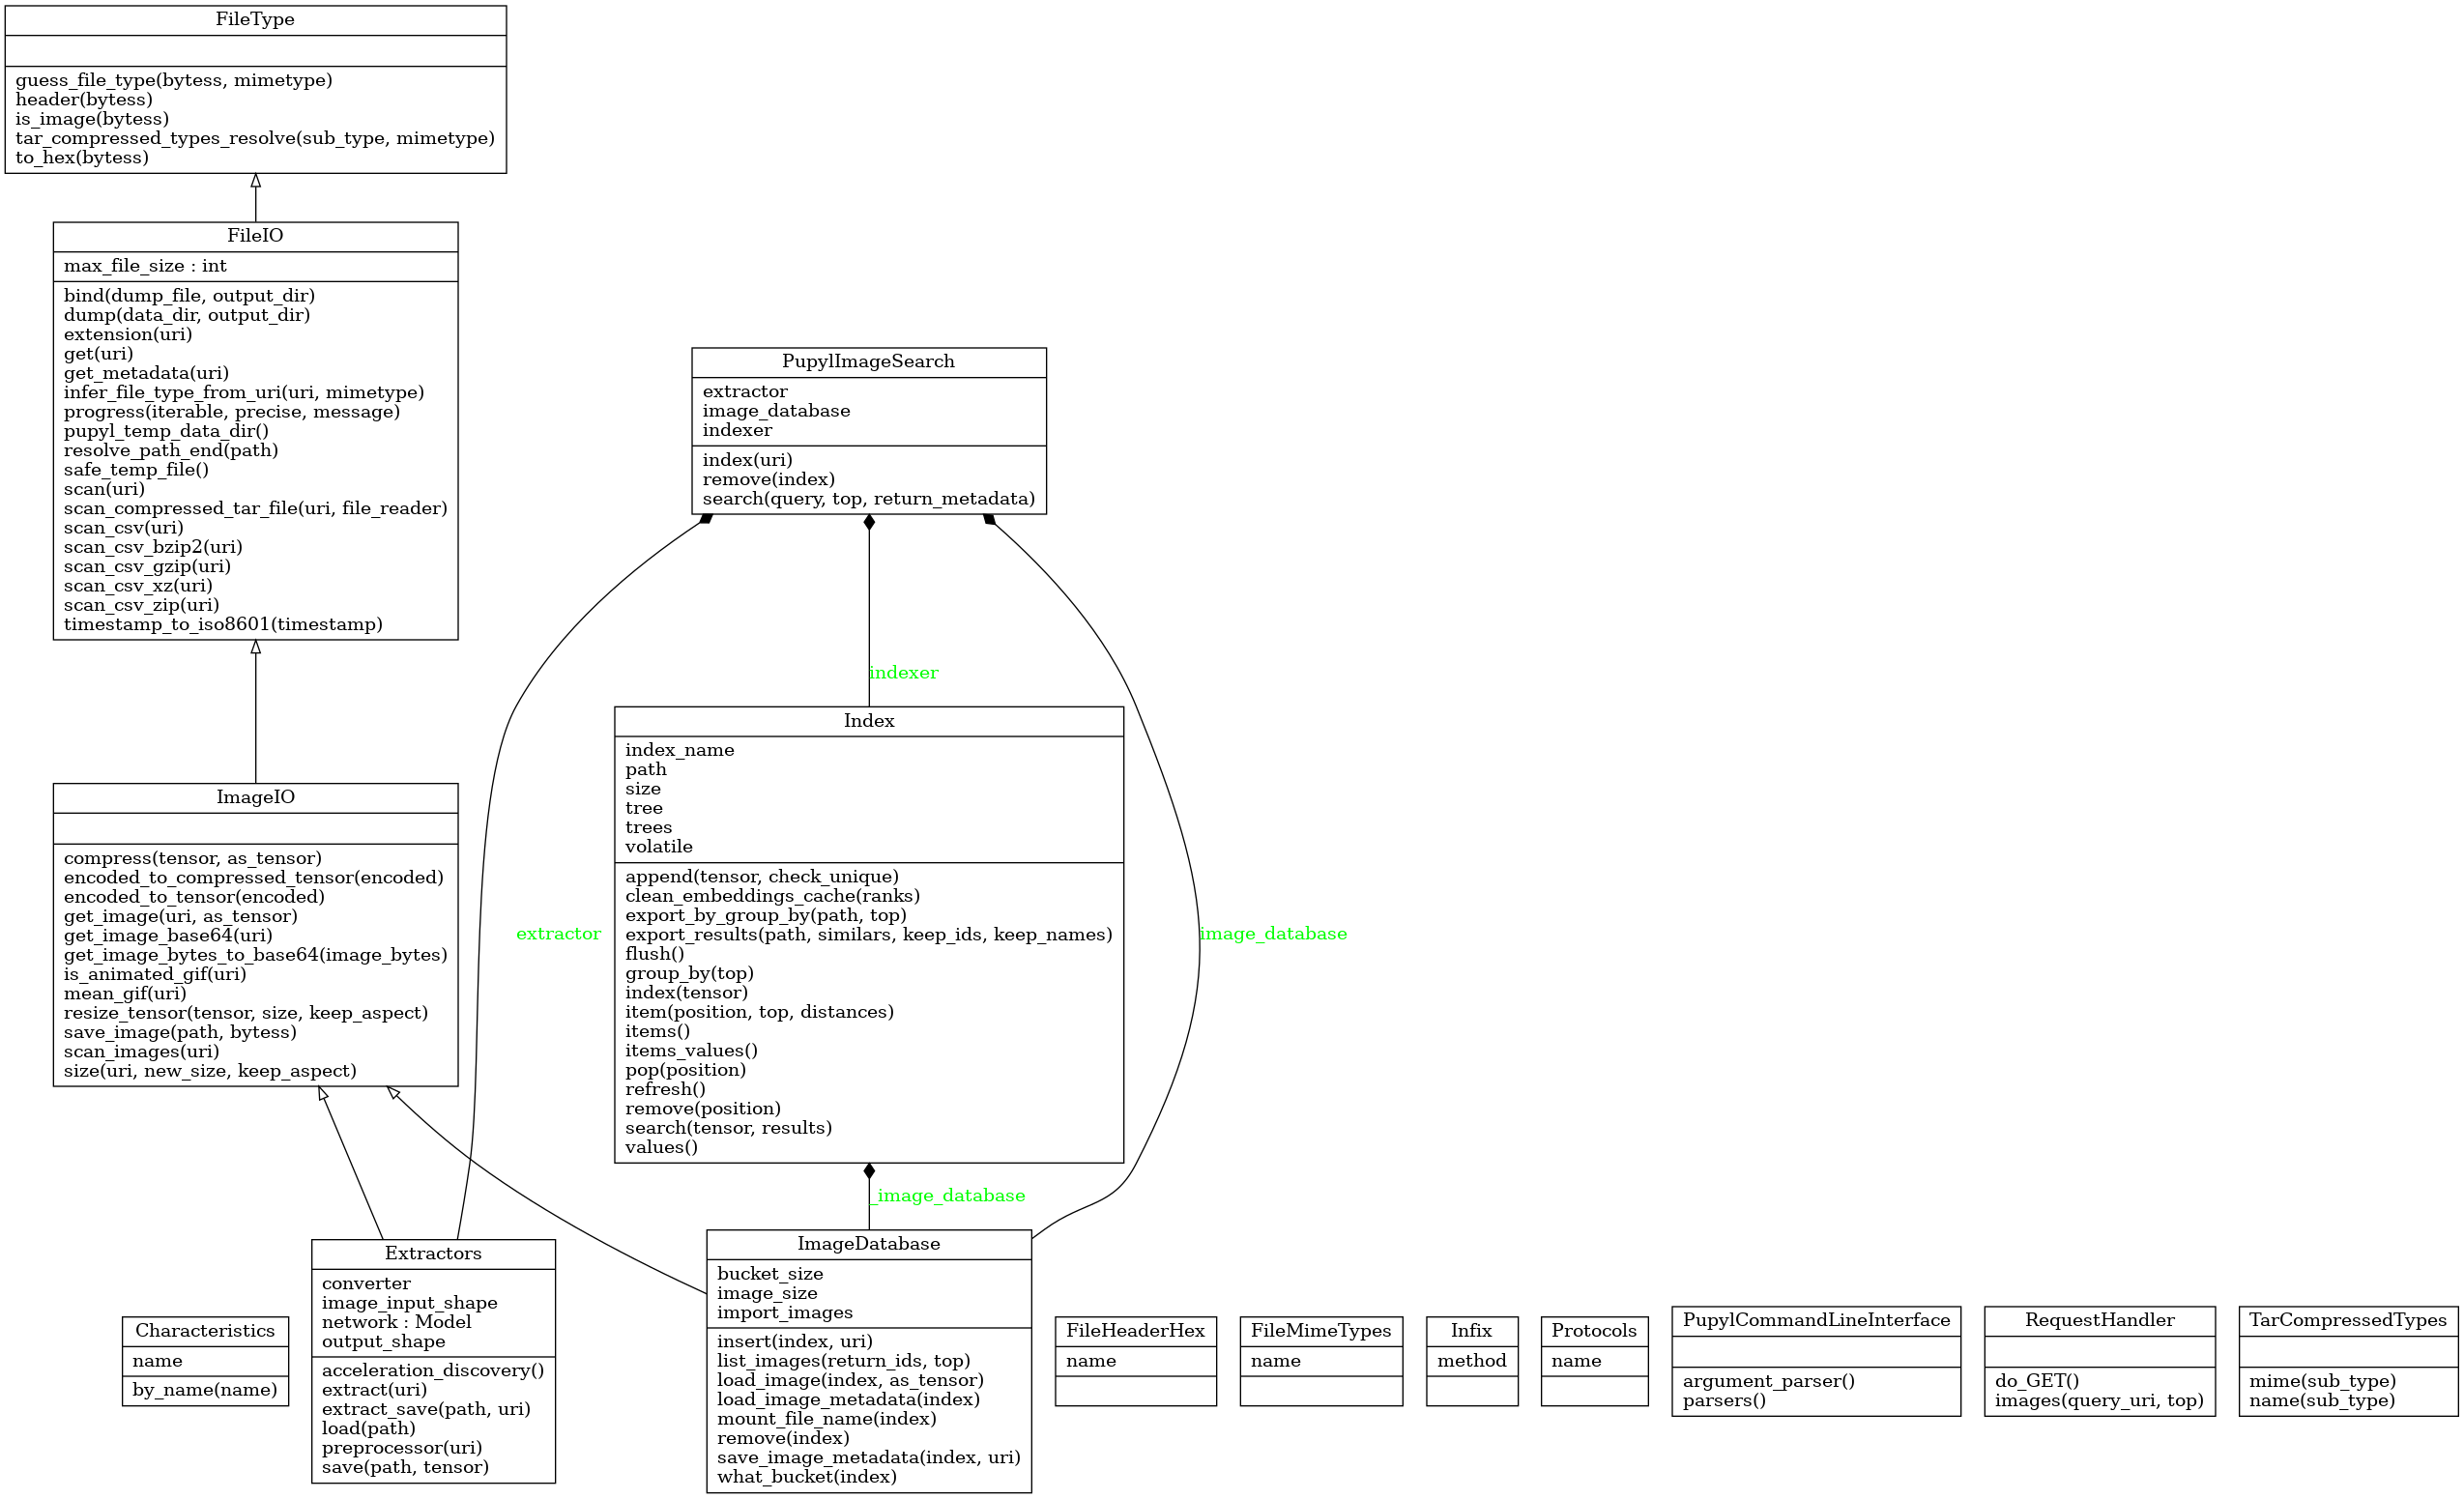 FileType
guess_file_type(bytess, mimetype)
header(bytess)
is_image(bytess)
tar_compressed_types_resolve(sub_type, mimetype)
to_hex(bytess)
FileIO
max_file_size : int
bind(dump_file, output_dir)
dump(data_dir, output_dir)
extension(uri)
get(uri)
get_metadata(uri)
infer_file_type_from_uri(uri, mimetype)
progress(iterable, precise, message)
pupyl_temp_data_dir()
resolve_path_end(path)
safe_temp_file()
scan(uri)
scan_compressed_tar_file(uri, file_reader)
scan_csv(uri)
scan_csv_bzip2(uri)
scan_csv_gzip(uri)
scan_csv_xz(uri)
scan_csv_zip(uri)
timestamp_to_iso8601(timestamp)
PupylImageSearch
extractor
image_database
indexer
index(uri)
remove(index)
search(query, top, return_metadata)
indexer
ImageIO
compress(tensor, as_tensor)
encoded_to_compressed_tensor(encoded)
encoded_to_tensor(encoded)
get_image(uri, as_tensor)
get_image_base64(uri)
get_image_bytes_to_base64(image_bytes)
is_animated_gif(uri)
mean_gif(uri)
resize_tensor(tensor, size, keep_aspect)
save_image(path, bytess)
scan_images(uri)
size(uri, new_size, keep_aspect)
extractor
Index
index_name
path
size
tree
trees
volatile
append(tensor, check_unique)
clean_embeddings_cache(ranks)
export_by_group_by(path, top)
export_results(path, similars, keep_ids, keep_names)
flush()
group_by(top)
index(tensor)
item(position, top, distances)
items()
items_values()
pop(position)
refresh()
remove(position)
search(tensor, results)
values()
image_database
_image_database
Characteristics
name
by_name(name)
Extractors
converter
image_input_shape
network : Model
output_shape
acceleration_discovery()
extract(uri)
extract_save(path, uri)
load(path)
preprocessor(uri)
save(path, tensor)
ImageDatabase
bucket_size
image_size
import_images
insert(index, uri)
list_images(return_ids, top)
load_image(index, as_tensor)
load_image_metadata(index)
mount_file_name(index)
remove(index)
save_image_metadata(index, uri)
what_bucket(index)
FileHeaderHex
name
FileMimeTypes
name
Infix
method
Protocols
name
PupylCommandLineInterface
argument_parser()
parsers()
RequestHandler
do_GET()
images(query_uri, top)
TarCompressedTypes
mime(sub_type)
name(sub_type)